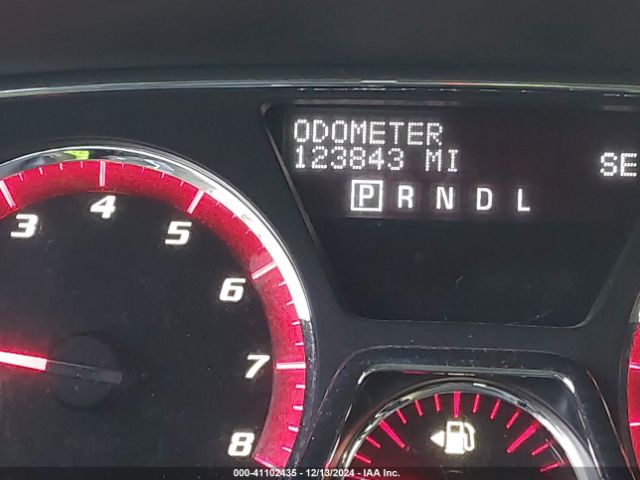 ODOMETER
123843 MI
SE
P R N D L
3
4
5
6
7
8
000-41102435 - 12/13/2024 - IAA Inc.